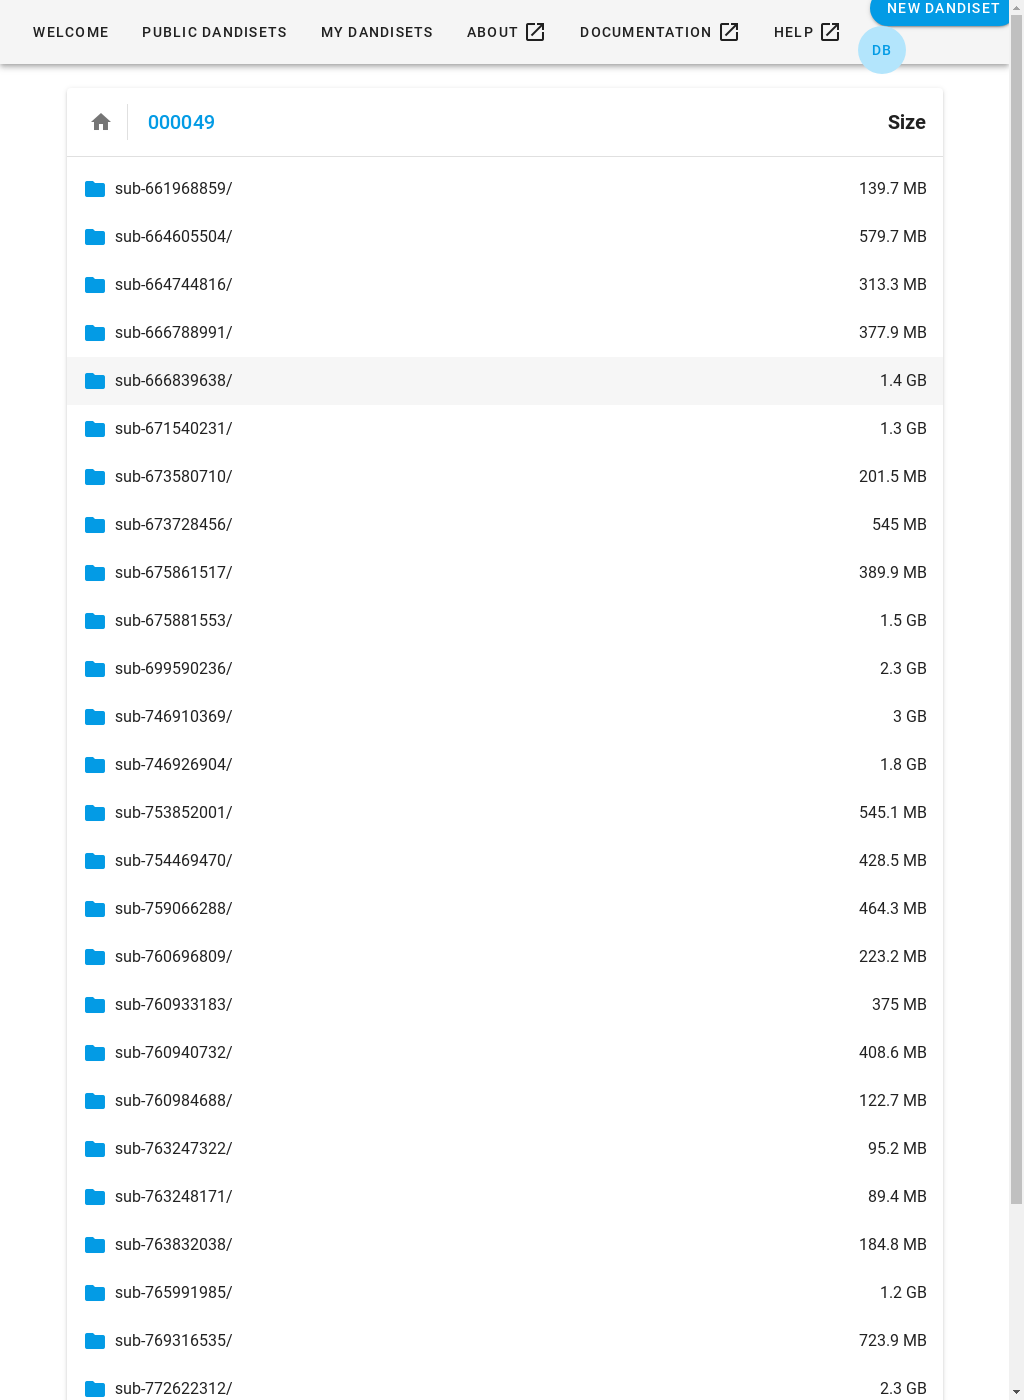 WELCOME PUBLIC DANDISETS MY DANDISETS ABOUT DOCUMENTATION HELP NEW DANDISET
DB
000049 Size
sub-661968859/ 139.7 MB
sub-664605504/ 579.7 MB
sub-664744816/ 313.3 MB
sub-666788991/ 377.9 MB
sub-666839638/ 1.4 GB
sub-671540231/ 1.3 GB
sub-673580710/ 201.5 MB
sub-673728456/ 545 MB
sub-675861517/ 389.9 MB
sub-675881553/ 1.5 GB
sub-699590236/ 2.3 GB
sub-746910369/ 3 GB
sub-746926904/ 1.8 GB
sub-753852001/ 545.1 MB
sub-754469470/ 428.5 MB
sub-759066288/ 464.3 MB
sub-760696809/ 223.2 MB
sub-760933183/ 375 MB
sub-760940732/ 408.6 MB
sub-760984688/ 122.7 MB
sub-763247322/ 95.2 MB
sub-763248171/ 89.4 MB
sub-763832038/ 184.8 MB
sub-765991985/ 1.2 GB
sub-769316535/ 723.9 MB
sub-772622312/ 2.3 GB